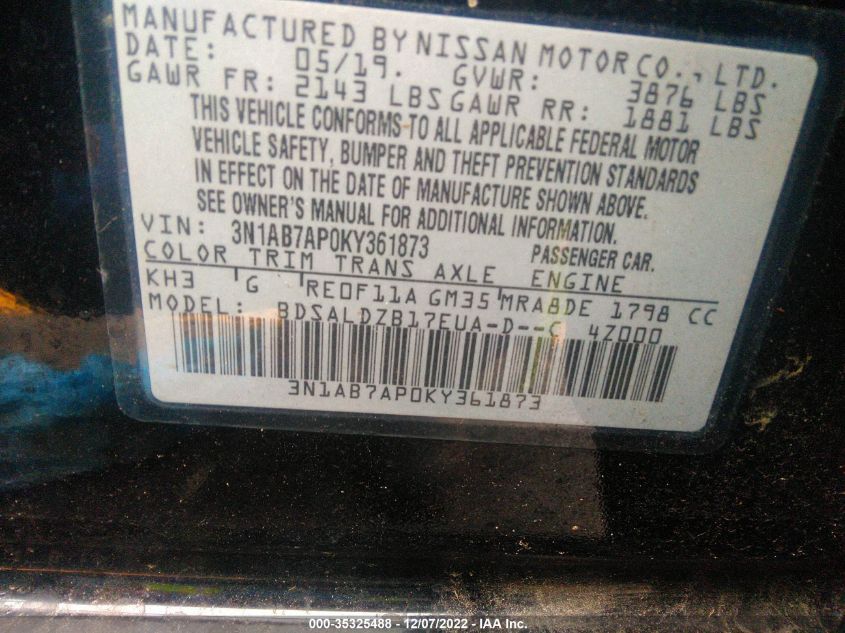 MANUFACTURED BY NISSAN MOTOR CO., LTD.
DATE: 05/19. GVWR: 3876 LBS
GAWR FR: 2143 LBS GAWR RR: 1881 LBS
THIS VEHICLE CONFORMS TO ALL APPLICABLE FEDERAL MOTOR
VEHICLE SAFETY, BUMPER AND THEFT PREVENTION STANDARDS
IN EFFECT ON THE DATE OF MANUFACTURE SHOWN ABOVE.
SEE OWNER'S MANUAL FOR ADDITIONAL INFORMATION.
VIN: 3N1AB7AP0KY361873 PASSENGER CAR.
COLOR TRIM TRANS AXLE ENGINE
KH3 G RE0F11A GM35 MRA8DE 1798 CC
MODEL: BDSALDZB17EUA-D--C 4Z000
3N1AB7AP0KY361873
000-35325488 - 12/07/2022 - IAA Inc.